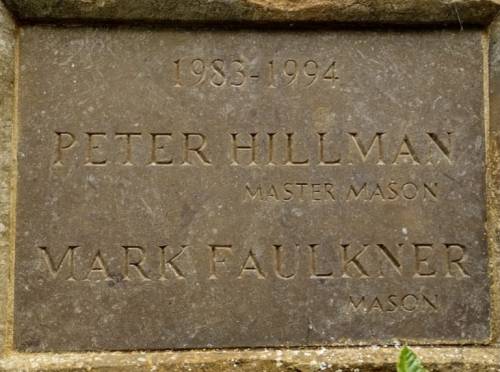 1983-1994
PETER HILLMAN
MASTER MASON
MARK FAULKNER
MASON